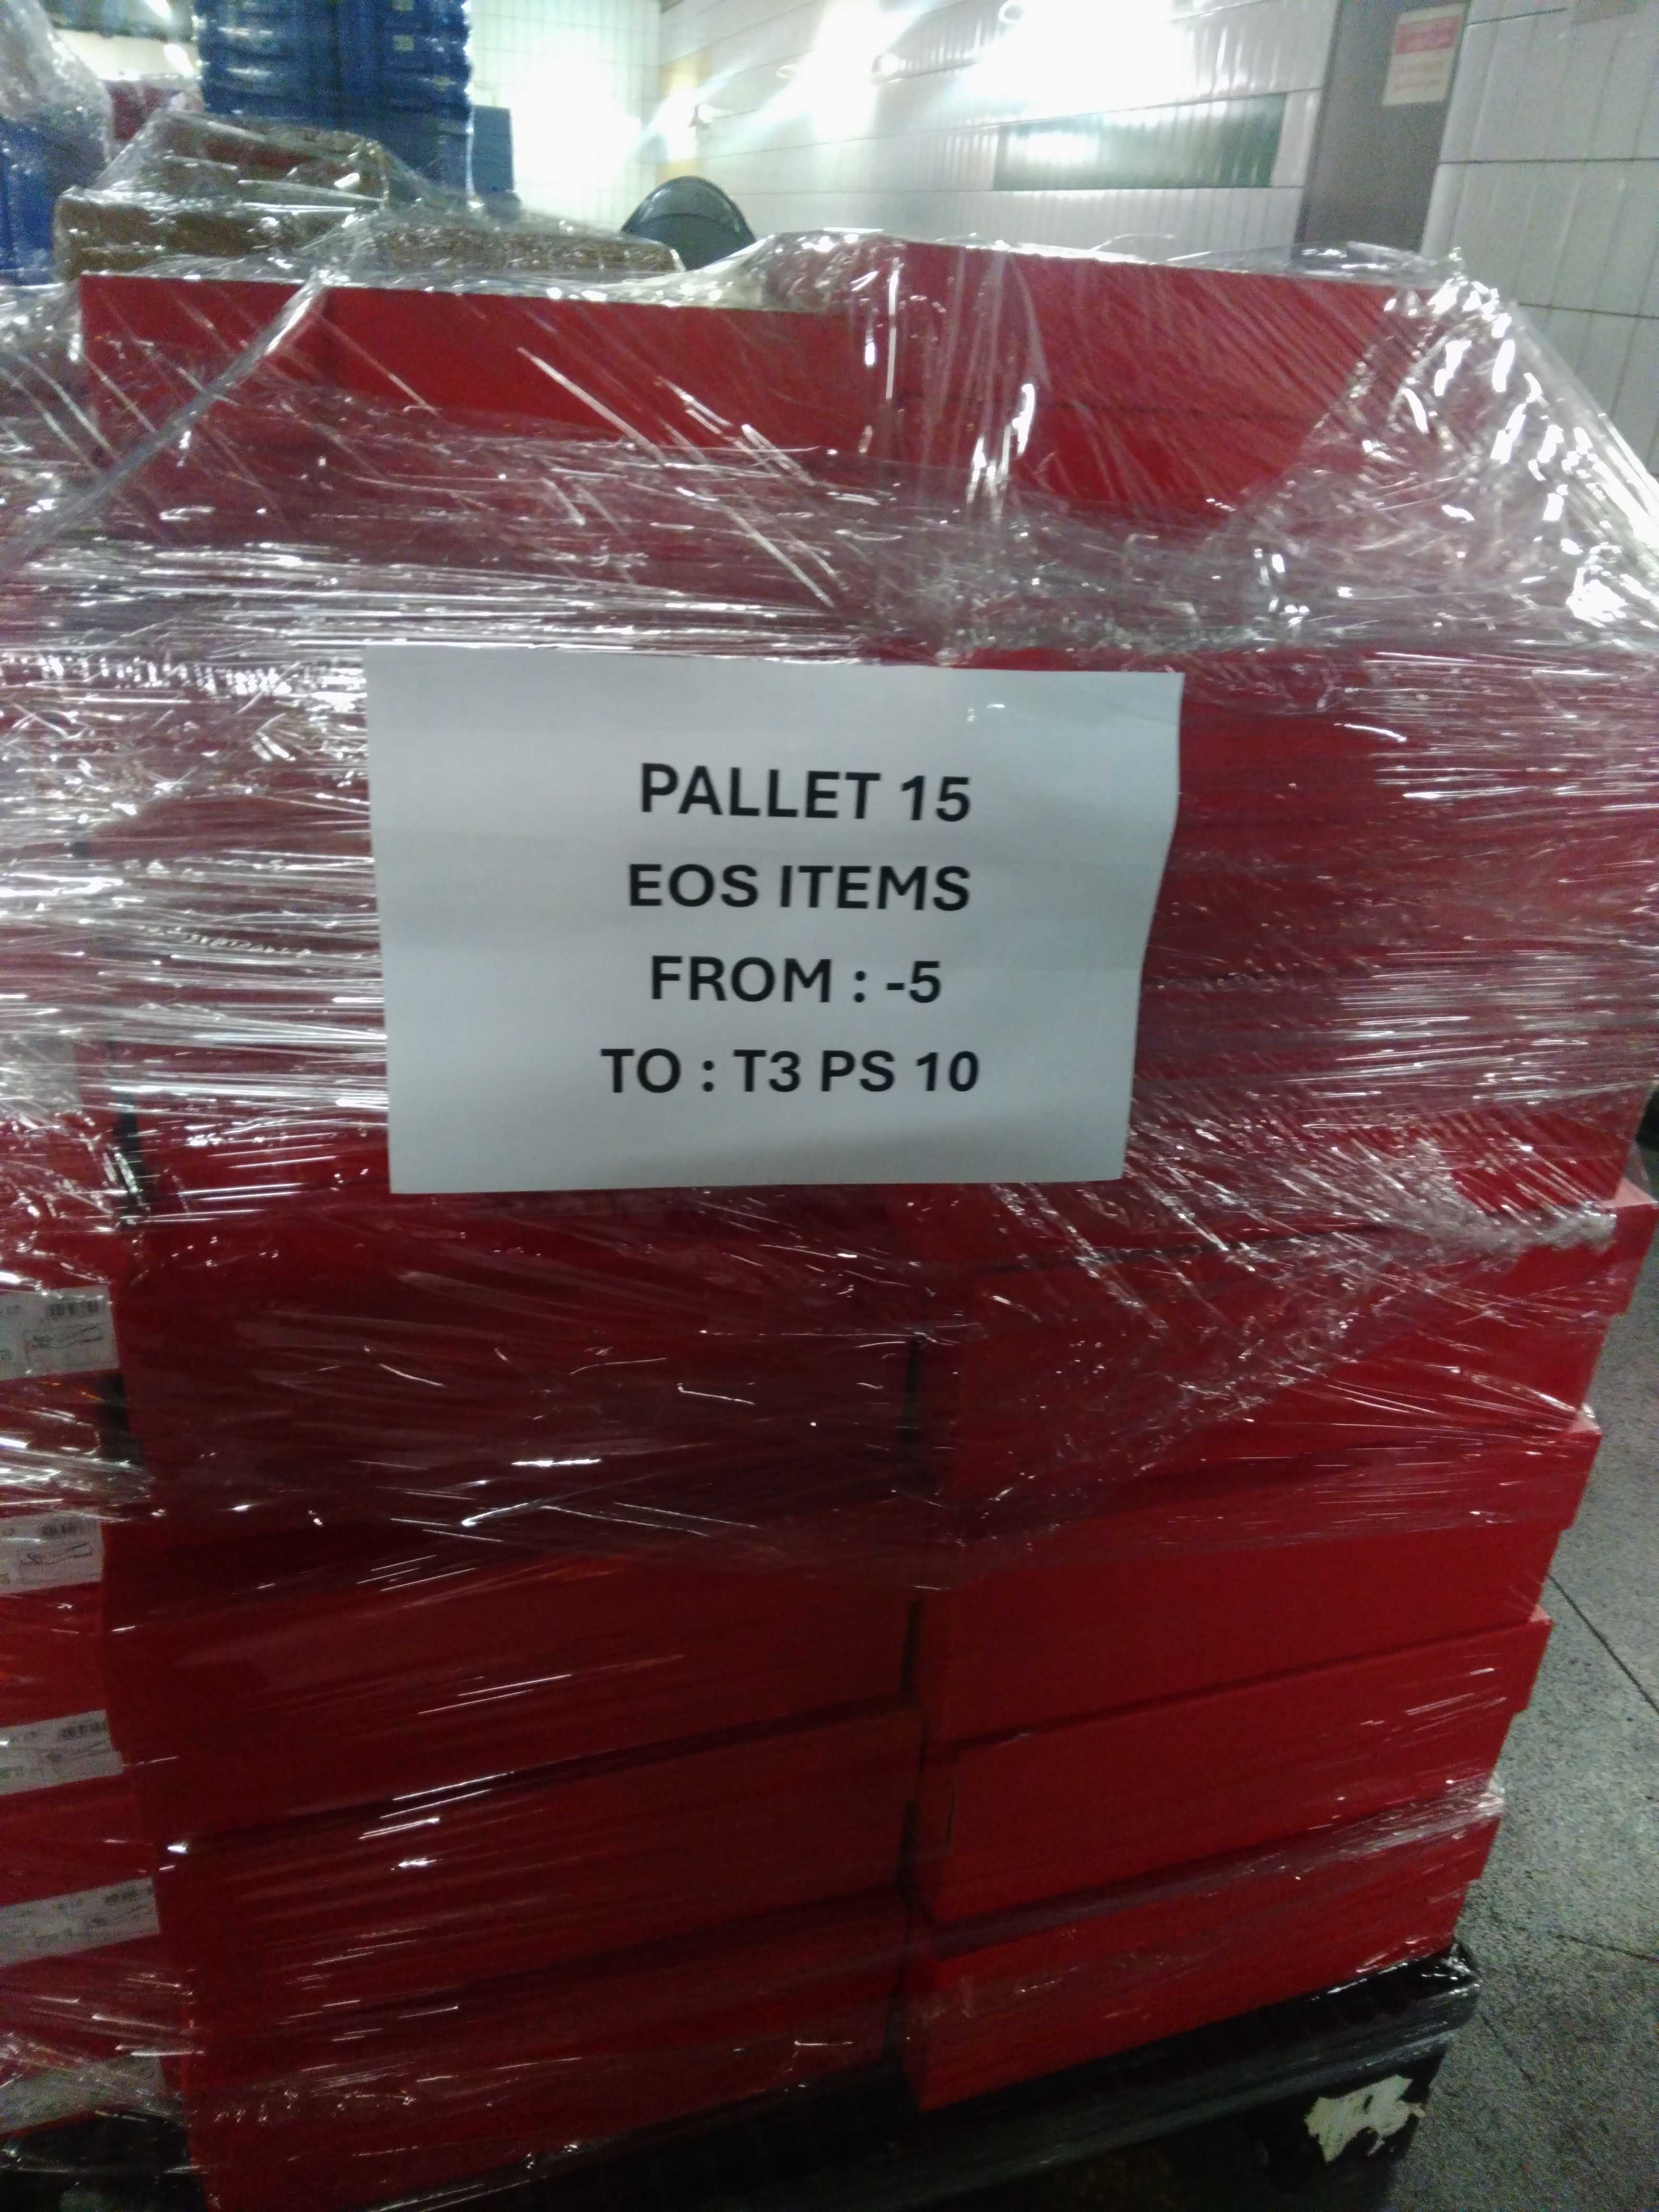 PALLET 15
EOS ITEMS
FROM : -5
TO : T3 PS 10